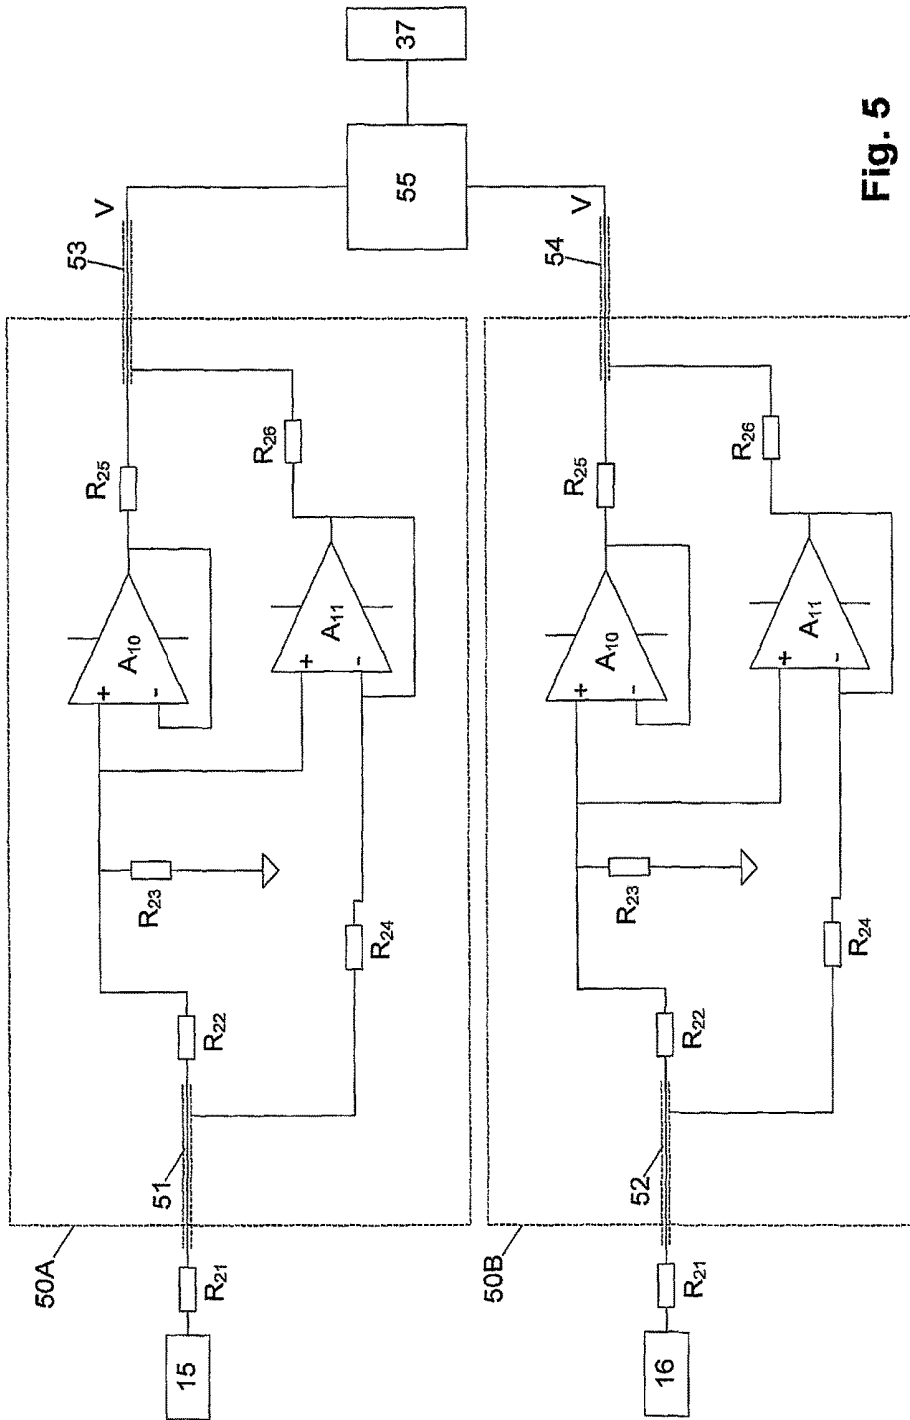 50A
15
R21
51
R22
R23
R24
A10
+
-
A11
+
-
R25
R26
53
V
55
37
50B
16
R21
52
R22
R23
R24
A10
+
-
A11
+
-
R25
R26
54
V
Fig. 5